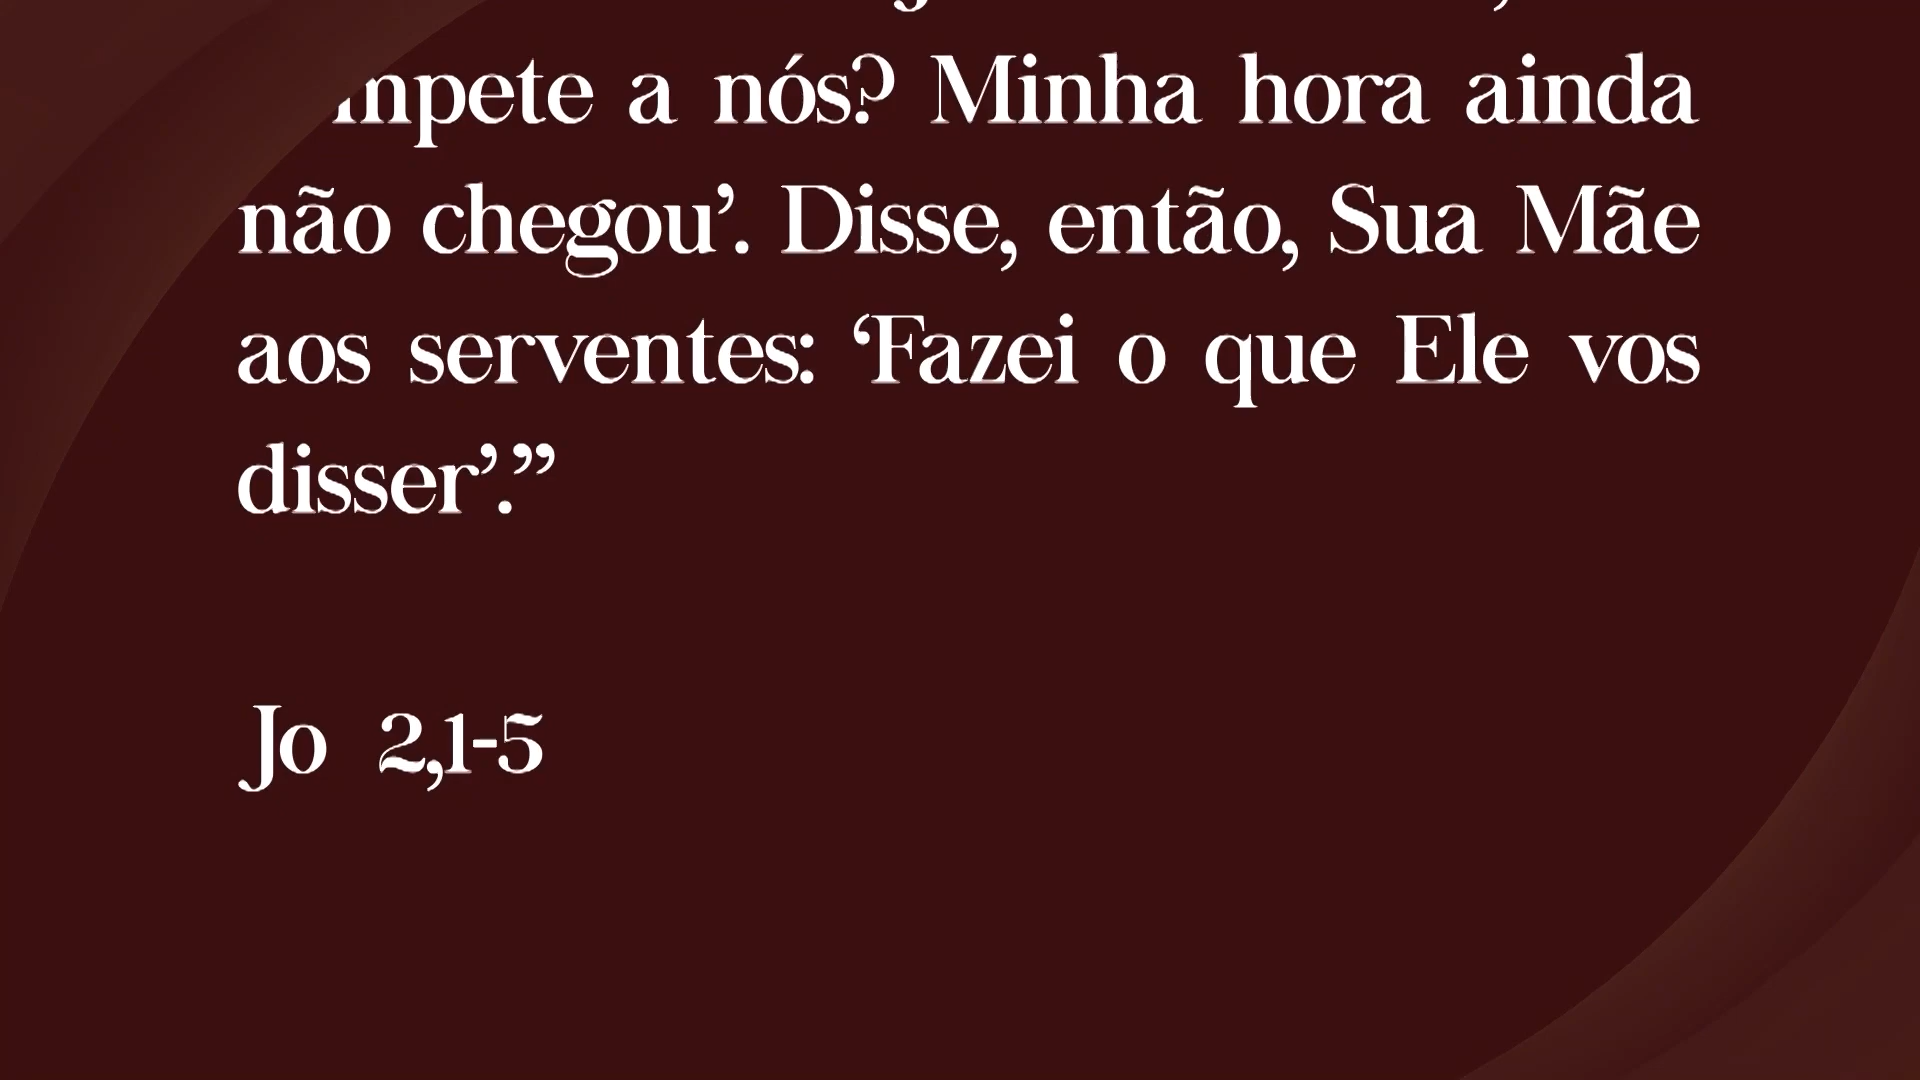 mpete a nós? Minha hora ainda
não chegou’. Disse, então, Sua Mãe
aos serventes: ‘Fazei o que Ele vos
disser’.”
Jo 2,1-5